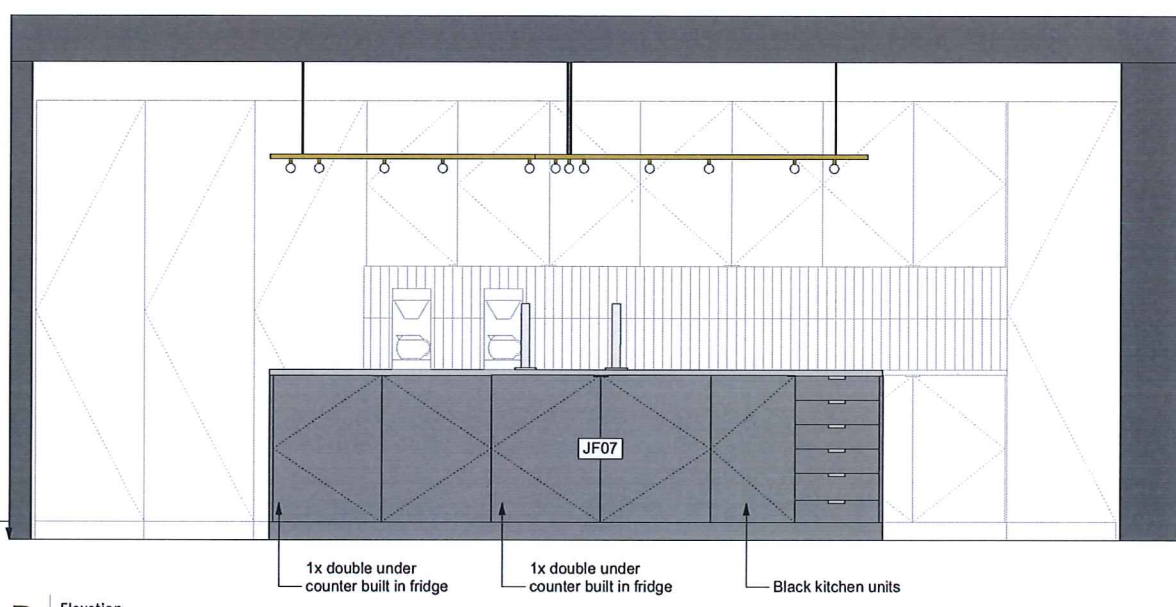 JF07
1x double under
counter built in fridge
1x double under
counter built in fridge
Black kitchen units
Elevation